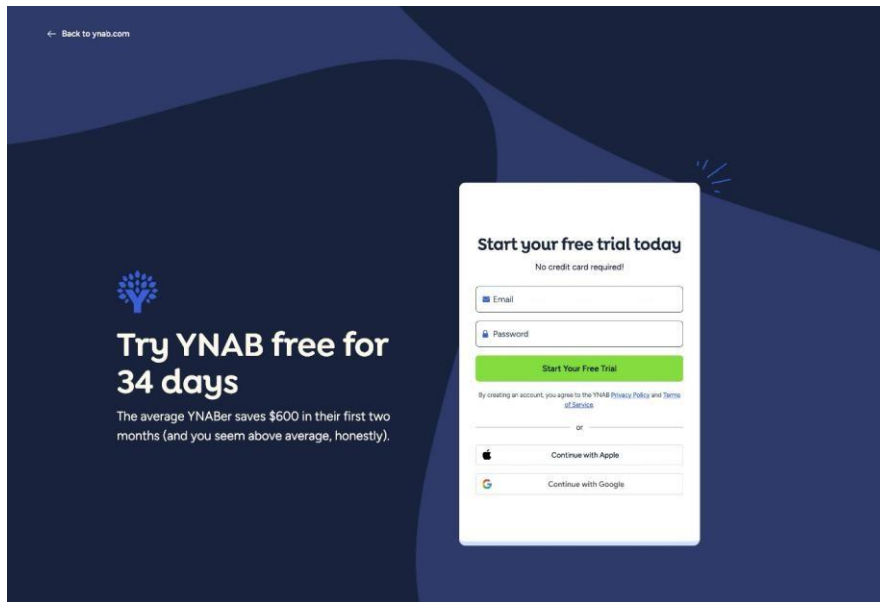 ← Back to ynab.com
Try YNAB free for
34 days
The average YNABer saves $600 in their first two
months (and you seem above average, honestly).
Start your free trial today
No credit card required!
Email
Password
Start Your Free Trial
By creating an account, you agree to the YNAB Privacy Policy and Terms
of Service.
or
Continue with Apple
Continue with Google